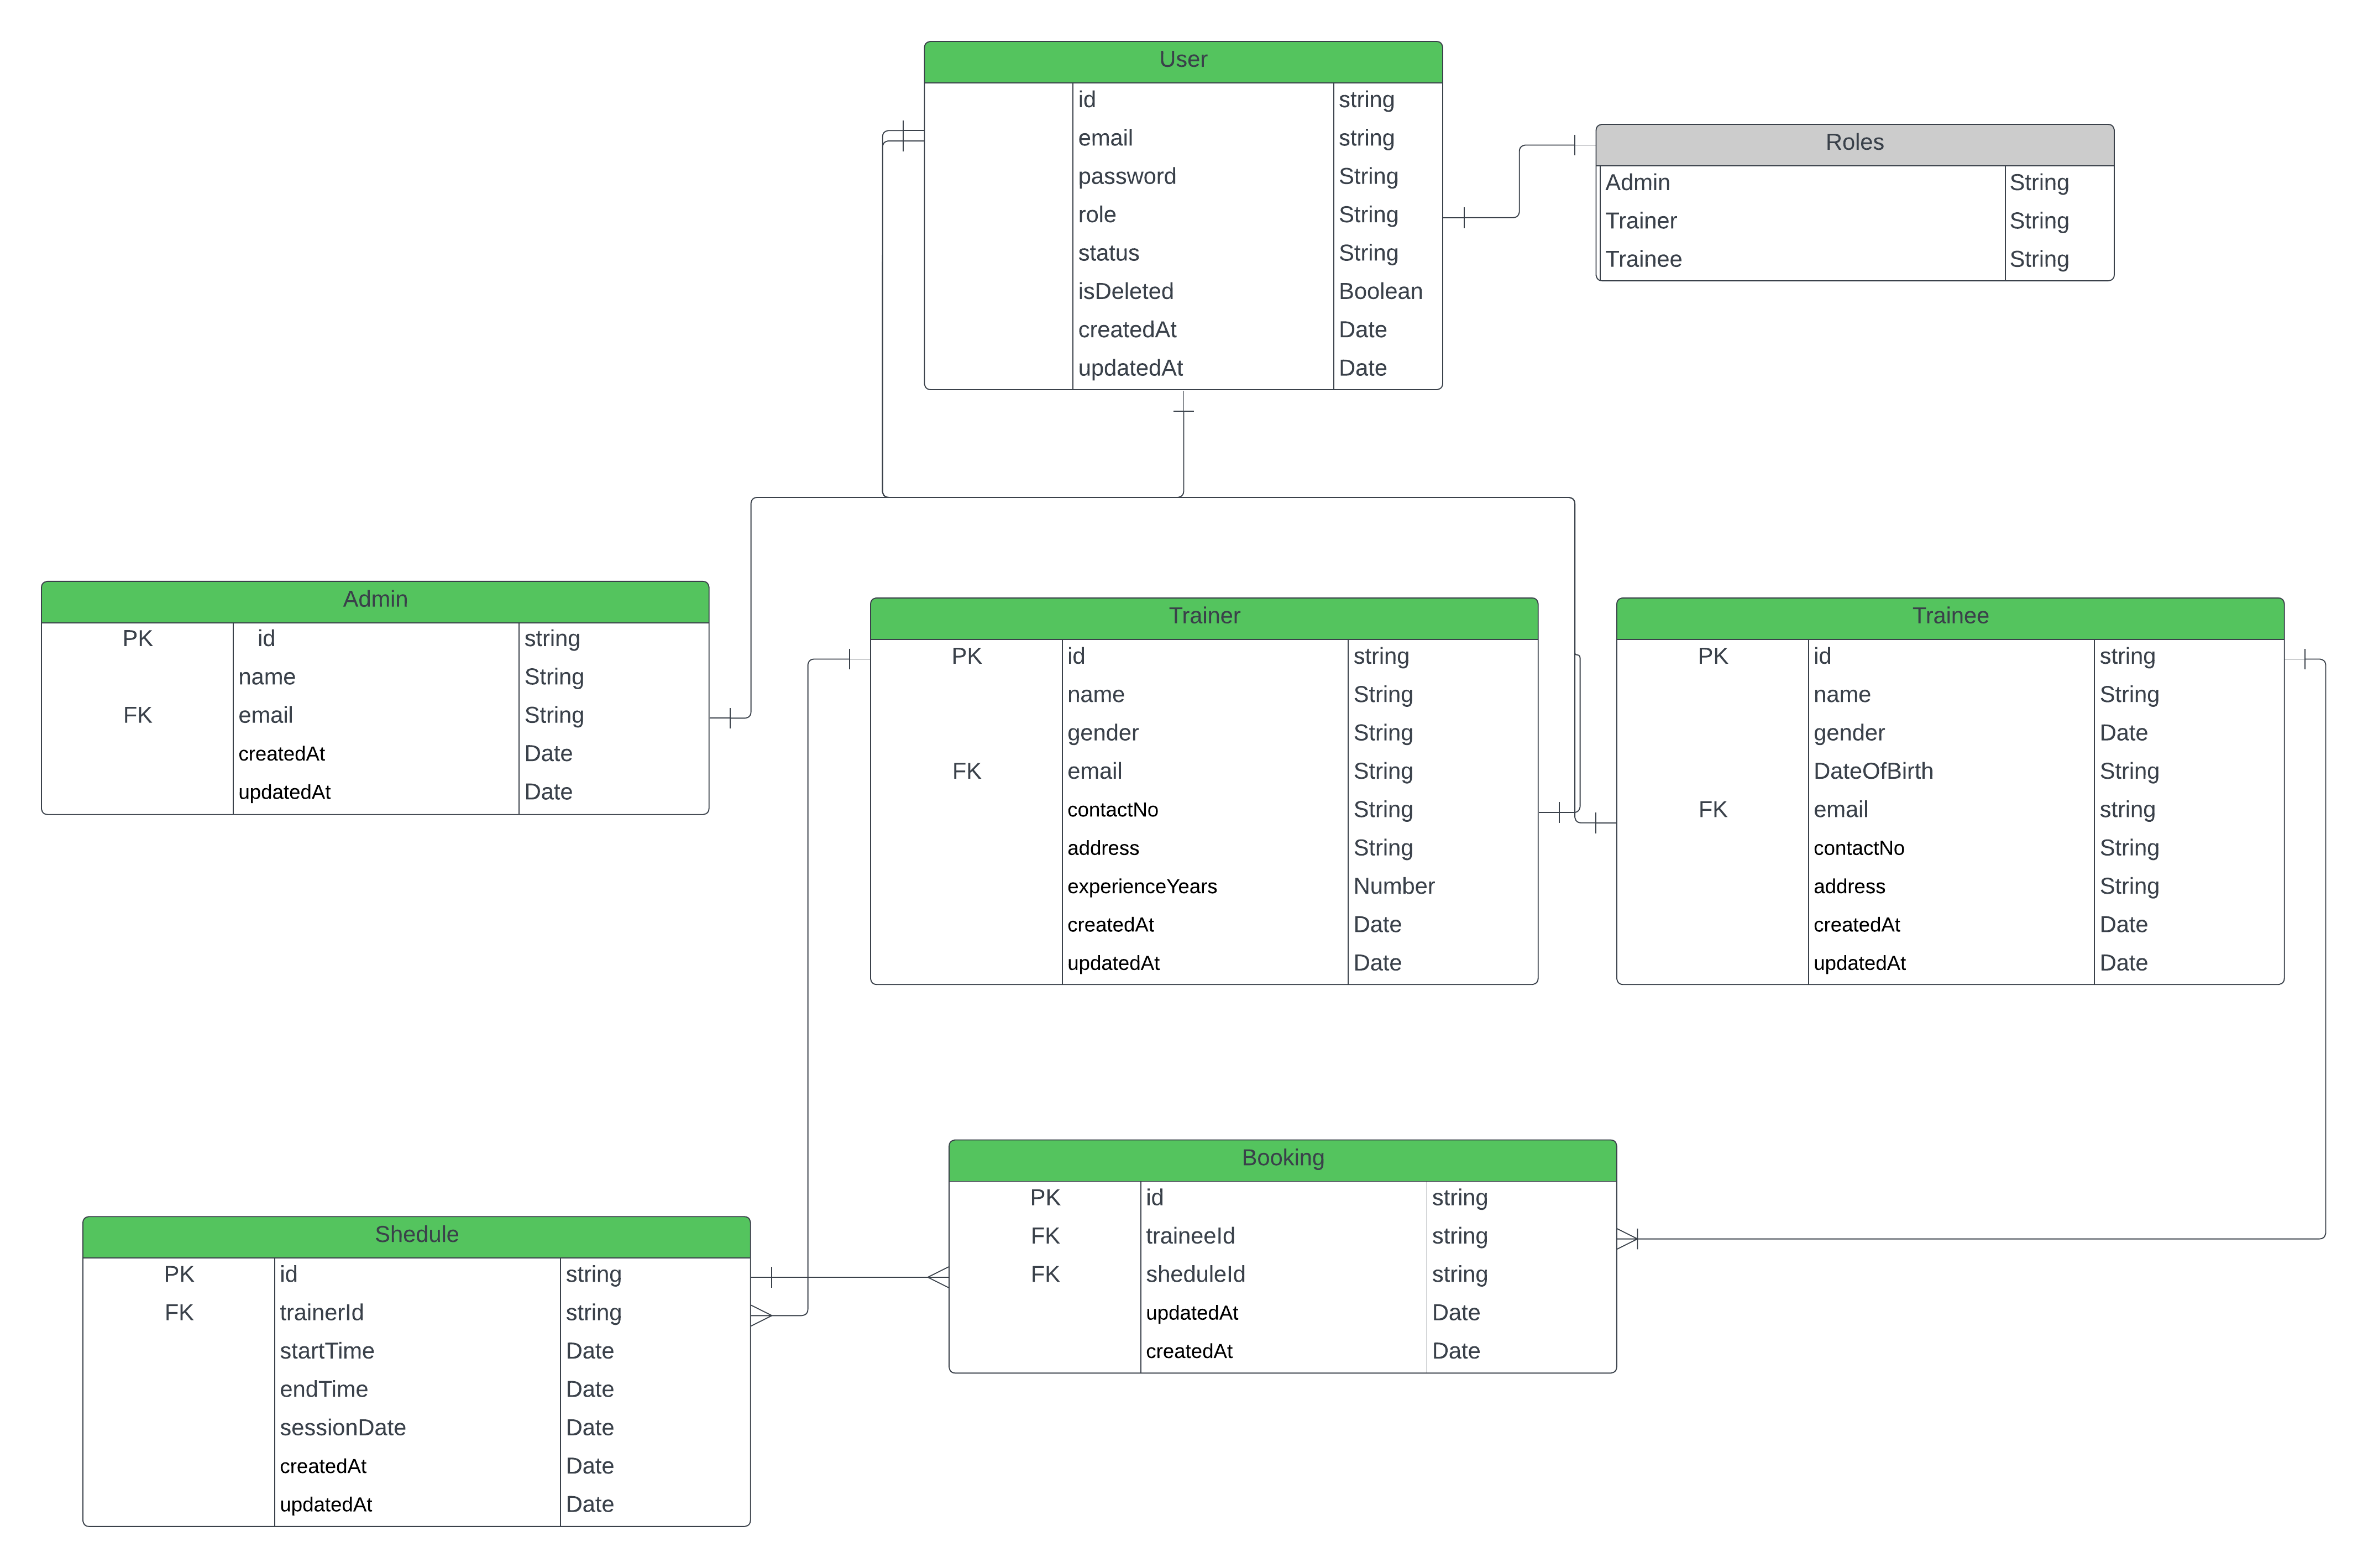 User
id string
email string
password String
role String
status String
isDeleted Boolean
createdAt Date
updatedAt Date
Roles
Admin String
Trainer String
Trainee String
Admin
PK id string
name String
FK email String
createdAt Date
updatedAt Date
Trainer
PK id string
name String
gender String
FK email String
contactNo String
address String
experienceYears Number
createdAt Date
updatedAt Date
Trainee
PK id string
name String
gender Date
DateOfBirth String
FK email string
contactNo String
address String
createdAt Date
updatedAt Date
Booking
PK id string
FK traineeId string
FK sheduleId string
updatedAt Date
createdAt Date
Shedule
PK id string
FK trainerId string
startTime Date
endTime Date
sessionDate Date
createdAt Date
updatedAt Date